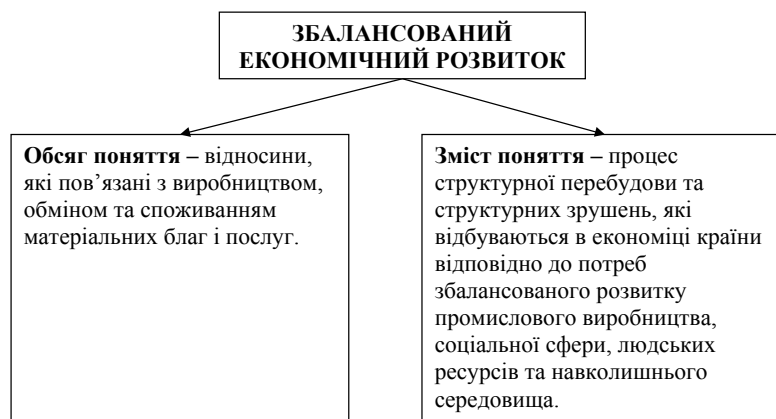 ЗБАЛАНСОВАНИЙ
ЕКОНОМІЧНИЙ РОЗВИТОК
Обсяг поняття – відносини,
які пов’язані з виробництвом,
обміном та споживанням
матеріальних благ і послуг.
Зміст поняття – процес
структурної перебудови та
структурних зрушень, які
відбуваються в економіці країни
відповідно до потреб
збалансованого розвитку
промислового виробництва,
соціальної сфери, людських
ресурсів та навколишнього
середовища.